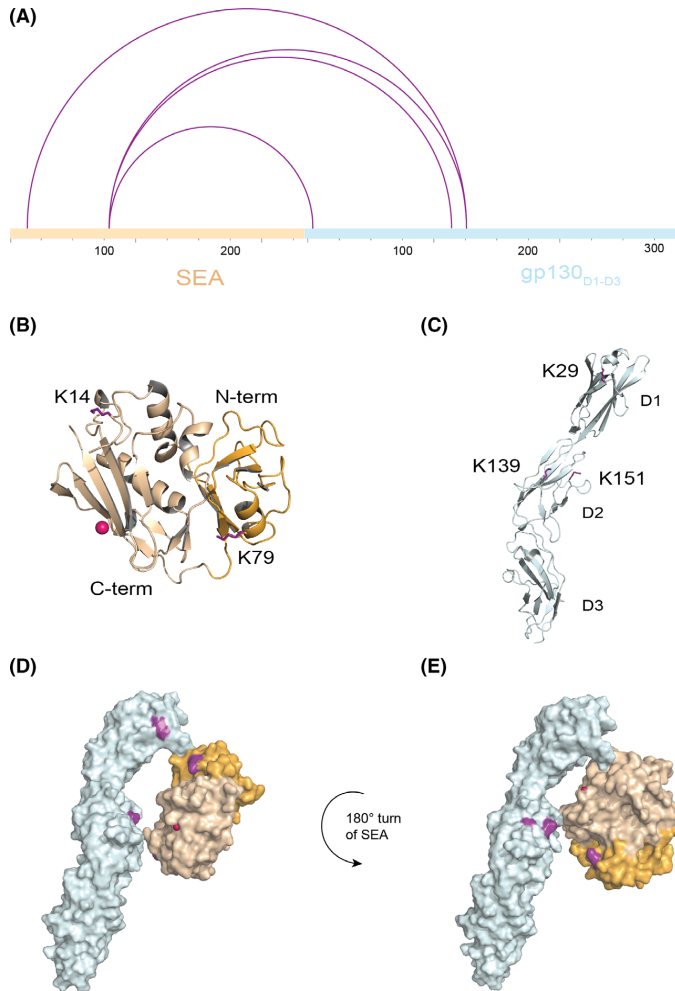 (A)
100 200 100 200 300
SEA gp130D1-D3
(B) (C)
K14 N-term
K79
C-term
K29
D1
K139 K151
D2
D3
(D) (E)
180° turn
of SEA